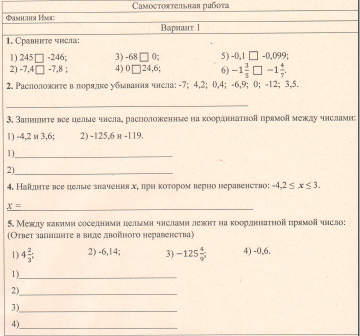 Самостоятельная работа
Фамилия Имя:
Вариант 1
1. Сравните числа:
1) 245□ -246; 3) -68□ 0; 5) -0,1 □ -0,099;
2) -7,4□ -7,8 ; 4) 0□24,6; 6) −1 3/5 □ −1 4/7.
2. Расположите в порядке убывания числа: -7; 4,2; 0,4; -6,9; 0; -12; 3,5.
3. Запишите все целые числа, расположенные на координатной прямой между числами:
1) -4,2 и 3,6; 2) -125,6 и -119.
1)
2)
4. Найдите все целые значения x, при котором верно неравенство: -4,2 ≤ x ≤ 3.
x =
5. Между какими соседними целыми числами лежит на координатной прямой число:
(Ответ запишите в виде двойного неравенства)
1) 4 2/3; 2) -6,14; 3) −125 4/9; 4) -0,6.
1)
2)
3)
4)